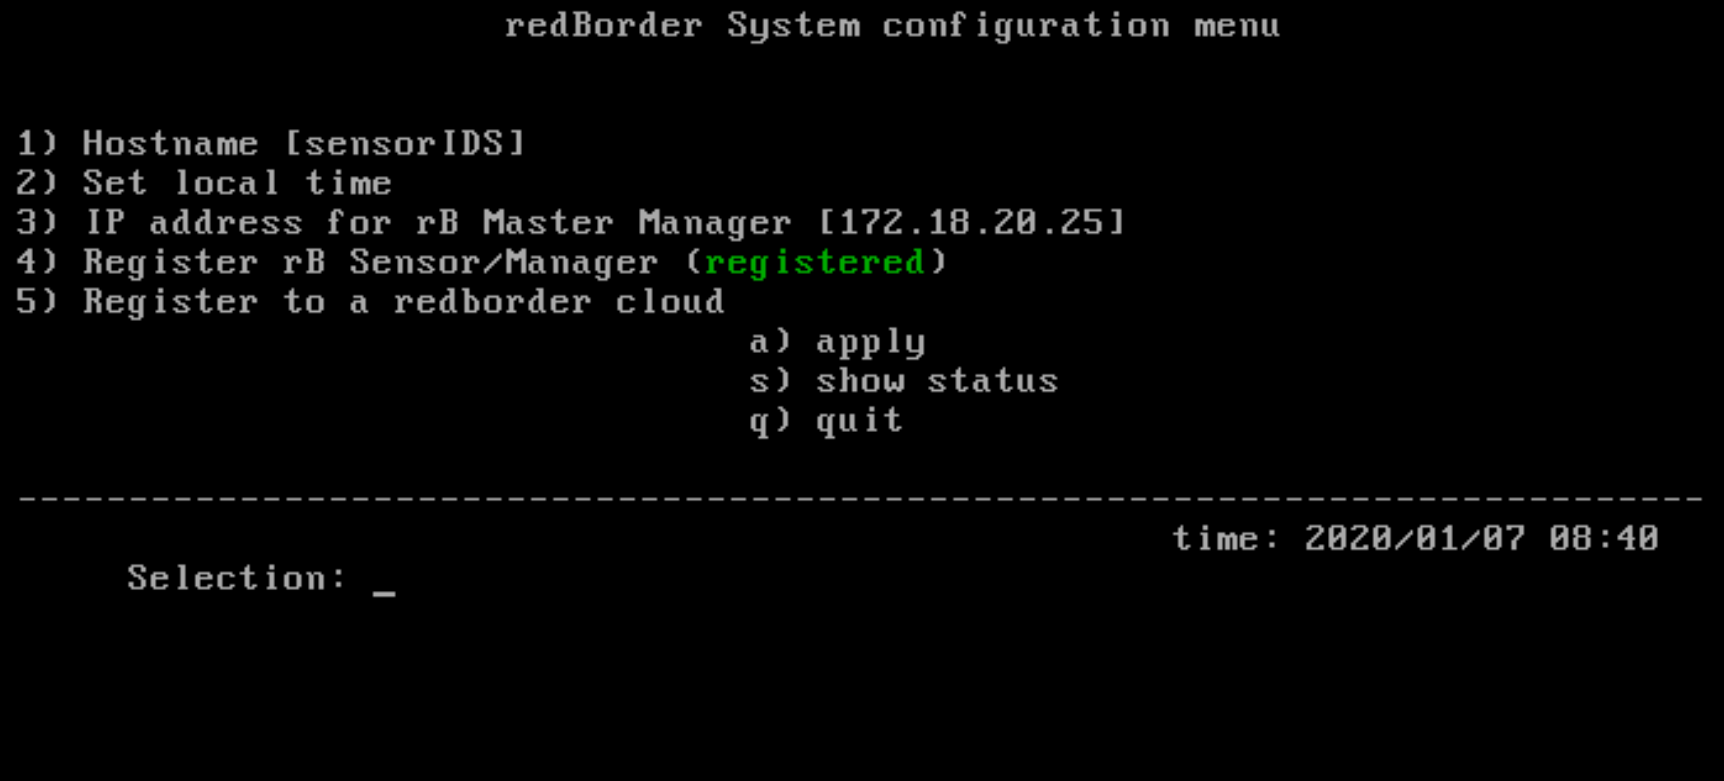 redBorder System configuration menu
1) Hostname [sensorIDS]
2) Set local time
3) IP address for rB Master Manager [172.18.20.25]
4) Register rB Sensor/Manager (registered)
5) Register to a redborder cloud
a) apply
s) show status
q) quit
-----------------------------------------------------------------------------
time: 2020/01/07 08:40
Selection: _